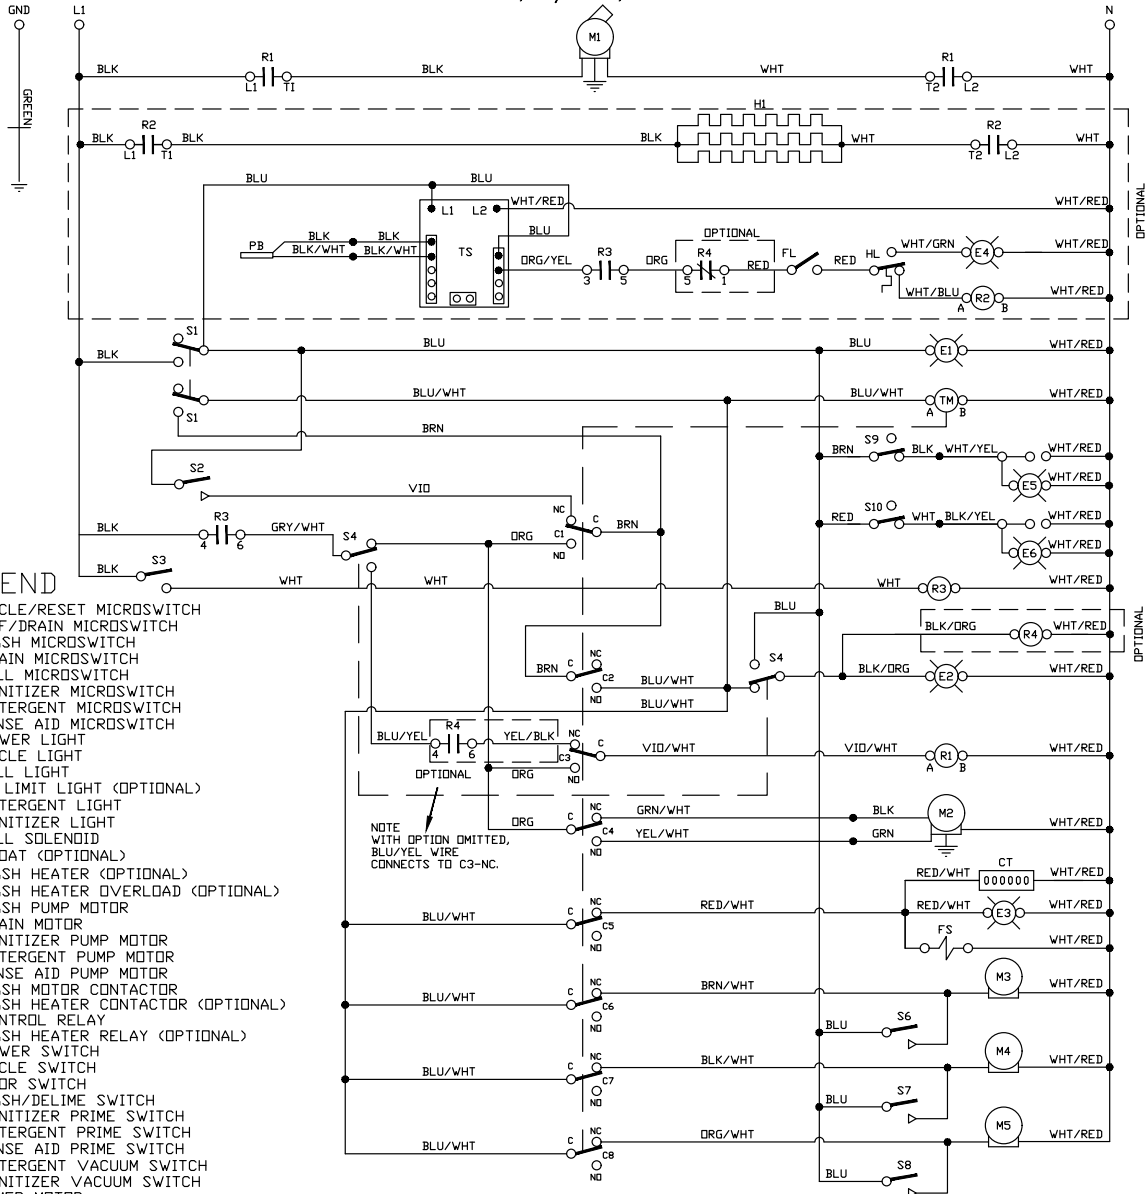 GND L1 N
M1
BLK R1 BLK WHT R1 WHT
L1 T1 T2 L2
GREEN
H1
BLK R2 BLK BLK WHT R2 WHT
L1 T1 T2 L2
OPTIONAL
BLU BLU
L1 L2 WHT/RED WHT/RED
BLU
OPTIONAL
PB BLK BLK
BLK/WHT BLK/WHT TS
ORG/YEL R3 ORG R4 RED FL RED HL WHT/GRN E4 WHT/RED
3 5 5 1
WHT/BLU R2 WHT/RED
A B
S1
BLK BLU BLU E1 WHT/RED
BLU/WHT BLU/WHT TM WHT/RED
S1 A B
BRN
S9 BRN BLK WHT/YEL WHT/RED
S2
VIO E5 WHT/RED
S10 RED WHT BLK/YEL WHT/RED
NC C BRN
BLK R3 GRY/WHT S4 ORG C1
4 6 NO
E6 WHT/RED
S3
BLK WHT WHT WHT R3 WHT/RED
END
CLE/RESET MICROSWITCH
F/DRAIN MICROSWITCH
SH MICROSWITCH
AIN MICROSWITCH
LL MICROSWITCH
NITIZER MICROSWITCH
TERGENT MICROSWITCH
NSE AID MICROSWITCH
WER LIGHT
CLE LIGHT
LL LIGHT
LIMIT LIGHT (OPTIONAL)
TERGENT LIGHT
NITIZER LIGHT
LL SOLENOID
OAT (OPTIONAL)
SH HEATER (OPTIONAL)
SH HEATER OVERLOAD (OPTIONAL)
SH PUMP MOTOR
AIN MOTOR
NITIZER PUMP MOTOR
TERGENT PUMP MOTOR
NSE AID PUMP MOTOR
SH MOTOR CONTACTOR
SH HEATER CONTACTOR (OPTIONAL)
NTROL RELAY
SH HEATER RELAY (OPTIONAL)
WER SWITCH
CLE SWITCH
OR SWITCH
SH/DELIME SWITCH
NITIZER PRIME SWITCH
TERGENT PRIME SWITCH
NSE AID PRIME SWITCH
TERGENT VACUUM SWITCH
NITIZER VACUUM SWITCH
BLU
BLK/ORG R4 WHT/RED
OPTIONAL
BRN C NC C2 NO
BLU/WHT S4 BLK/ORG E2 WHT/RED
BLU/WHT
BLU/YEL R4 YEL/BLK NC C
4 6 C3
VIO/WHT VIO/WHT R1 WHT/RED
A B
OPTIONAL ORG NO
NOTE
WITH OPTION OMITTED,
BLU/YEL WIRE
CONNECTS TO C3-NC.
ORG C NC C4 NO
GRN/WHT BLK M2 WHT/RED
YEL/WHT GRN
CT
RED/WHT 000000 WHT/RED
BLU/WHT C NC C5 NO RED/WHT RED/WHT E3 WHT/RED
FS WHT/RED
BLU/WHT C NC C6 NO BRN/WHT M3 WHT/RED
BLU S6
BLU/WHT C NC C7 NO BLK/WHT M4 WHT/RED
BLU S7
BLU/WHT C NC C8 NO ORG/WHT M5 WHT/RED
BLU S8